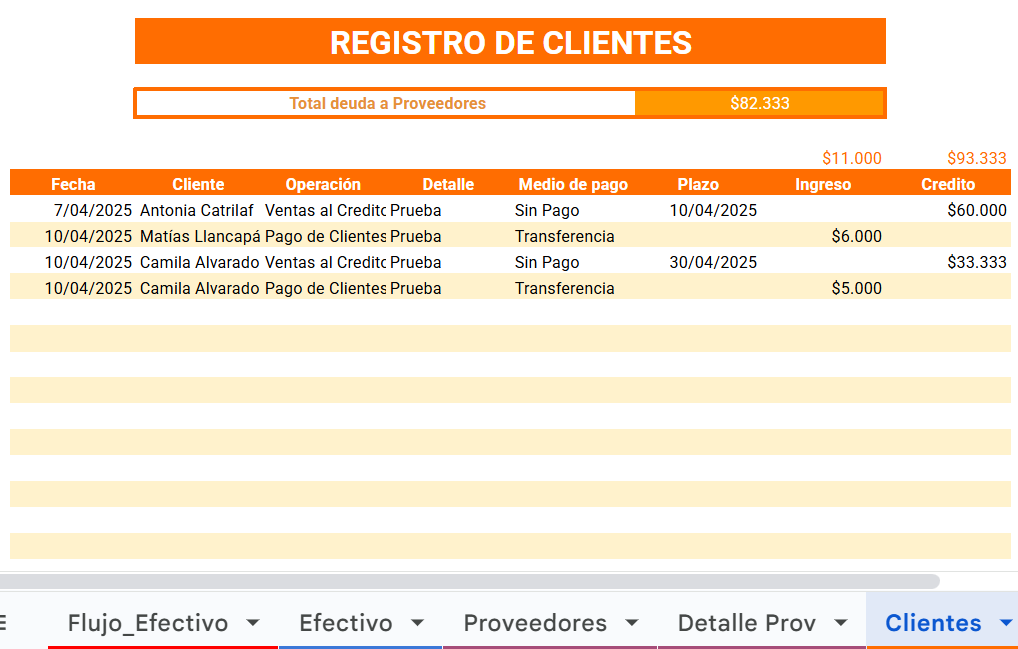 REGISTRO DE CLIENTES
Total deuda a Proveedores $82.333
$11.000 $93.333
Fecha Cliente Operación Detalle Medio de pago Plazo Ingreso Credito
7/04/2025 Antonia Catrilaf Ventas al Credito Prueba Sin Pago 10/04/2025 $60.000
10/04/2025 Matías Llancapá Pago de Clientes Prueba Transferencia $6.000
10/04/2025 Camila Alvarado Ventas al Credito Prueba Sin Pago 30/04/2025 $33.333
10/04/2025 Camila Alvarado Pago de Clientes Prueba Transferencia $5.000
Flujo_Efectivo Efectivo Proveedores Detalle Prov Clientes